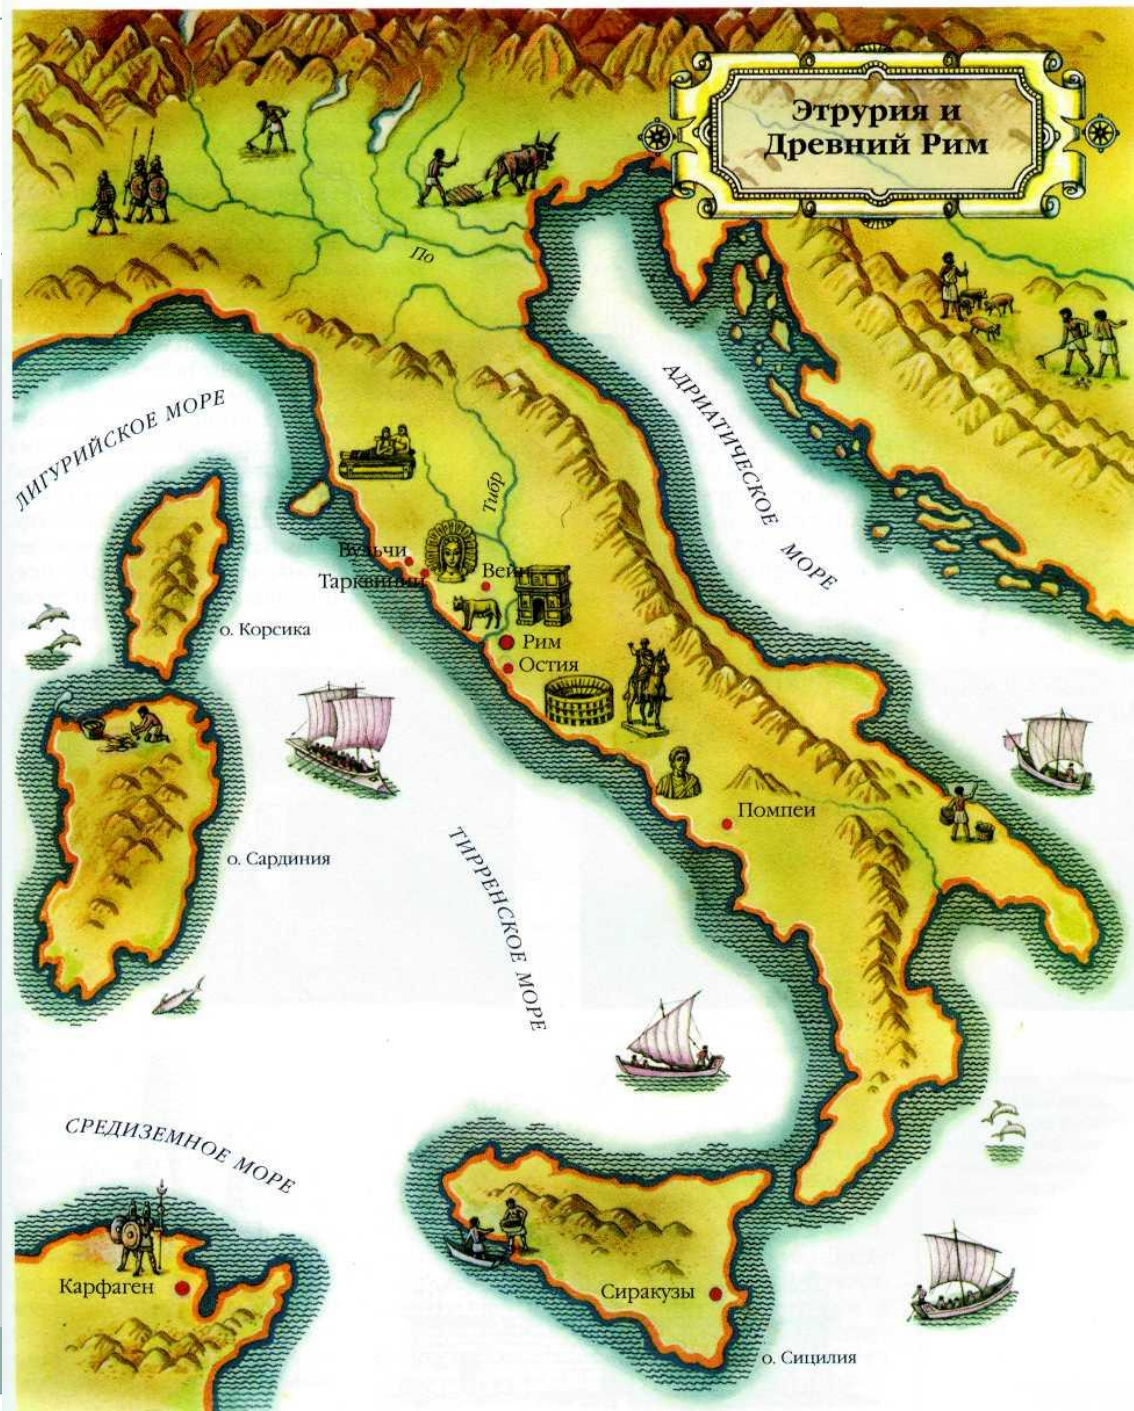 Этрурия и
Древний Рим
По
ЛИГУРИЙСКОЕ МОРЕ
АДРИАТИЧЕСКОЕ МОРЕ
Тибр
Вульчи
Тарквинии
Вейи
о. Корсика
Рим
Остия
Помпеи
о. Сардиния
ТИРРЕНСКОЕ МОРЕ
СРЕДИЗЕМНОЕ МОРЕ
Карфаген
Сиракузы
о. Сицилия